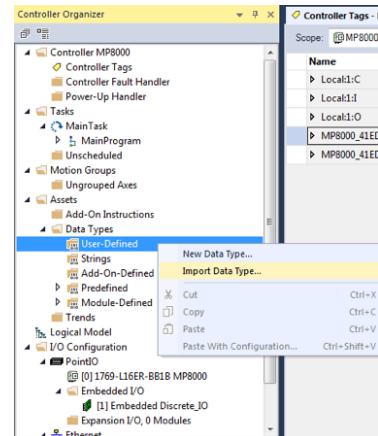 Controller Organizer
Controller Tags -
Scope: MP8000
Controller MP8000
Controller Tags
Controller Fault Handler
Power-Up Handler
Tasks
MainTask
MainProgram
Unscheduled
Motion Groups
Ungrouped Axes
Assets
Add-On Instructions
Data Types
User-Defined
Strings
Add-On-Defined
Predefined
Module-Defined
Trends
Logical Model
I/O Configuration
PointIO
[0] 1769-L16ER-BB1B MP8000
Embedded I/O
[1] Embedded Discrete_IO
Expansion I/O, 0 Modules
Ethernet
Name
Local:1:C
Local:1:I
Local:1:O
MP8000_41ED
MP8000_41ED
New Data Type...
Import Data Type...
Cut Ctrl+X
Copy Ctrl+C
Paste Ctrl+V
Paste With Configuration... Ctrl+Shift+V